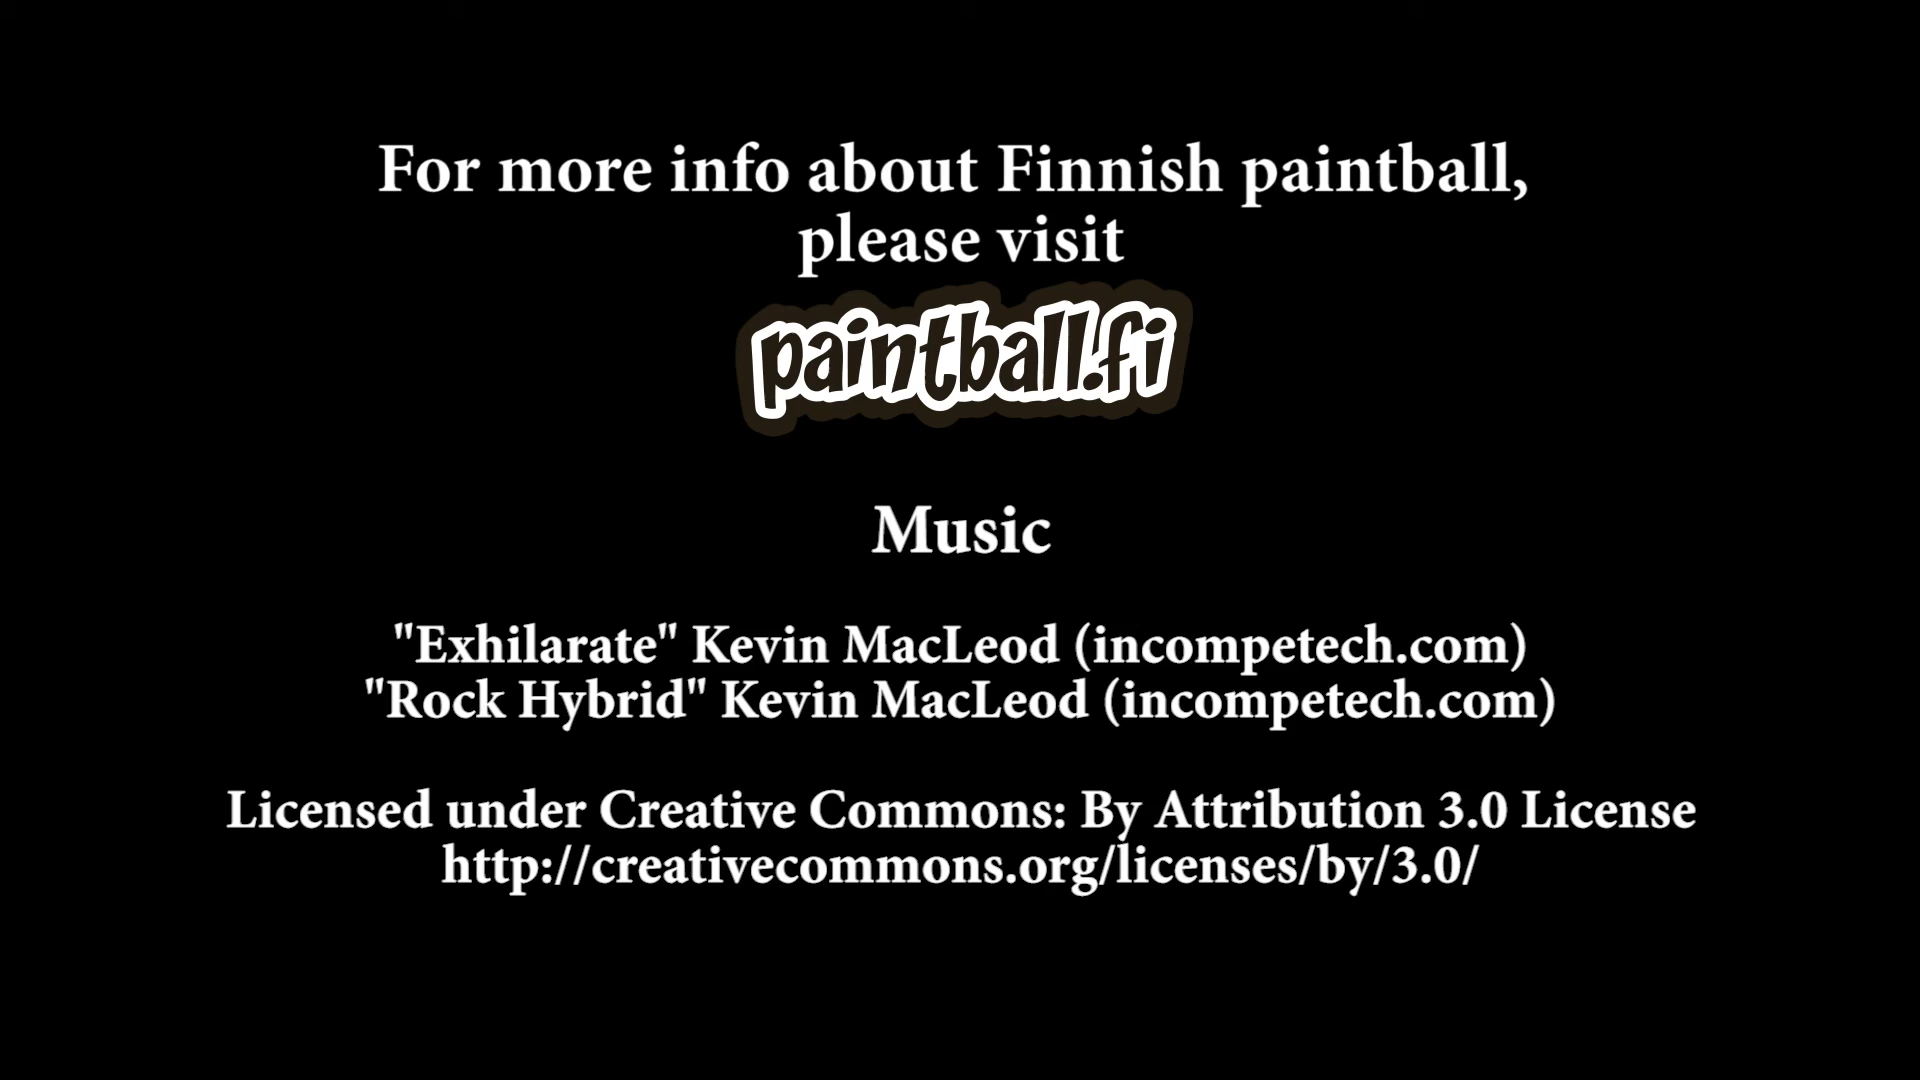 For more info about Finnish paintball,
please visit
paintball.fi
Music
"Exhilarate" Kevin MacLeod (incompetech.com)
"Rock Hybrid" Kevin MacLeod (incompetech.com)
Licensed under Creative Commons: By Attribution 3.0 License
http://creativecommons.org/licenses/by/3.0/